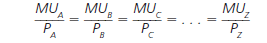 MU_A/P_A = MU_B/P_B = MU_C/P_C = . . . = MU_Z/P_Z